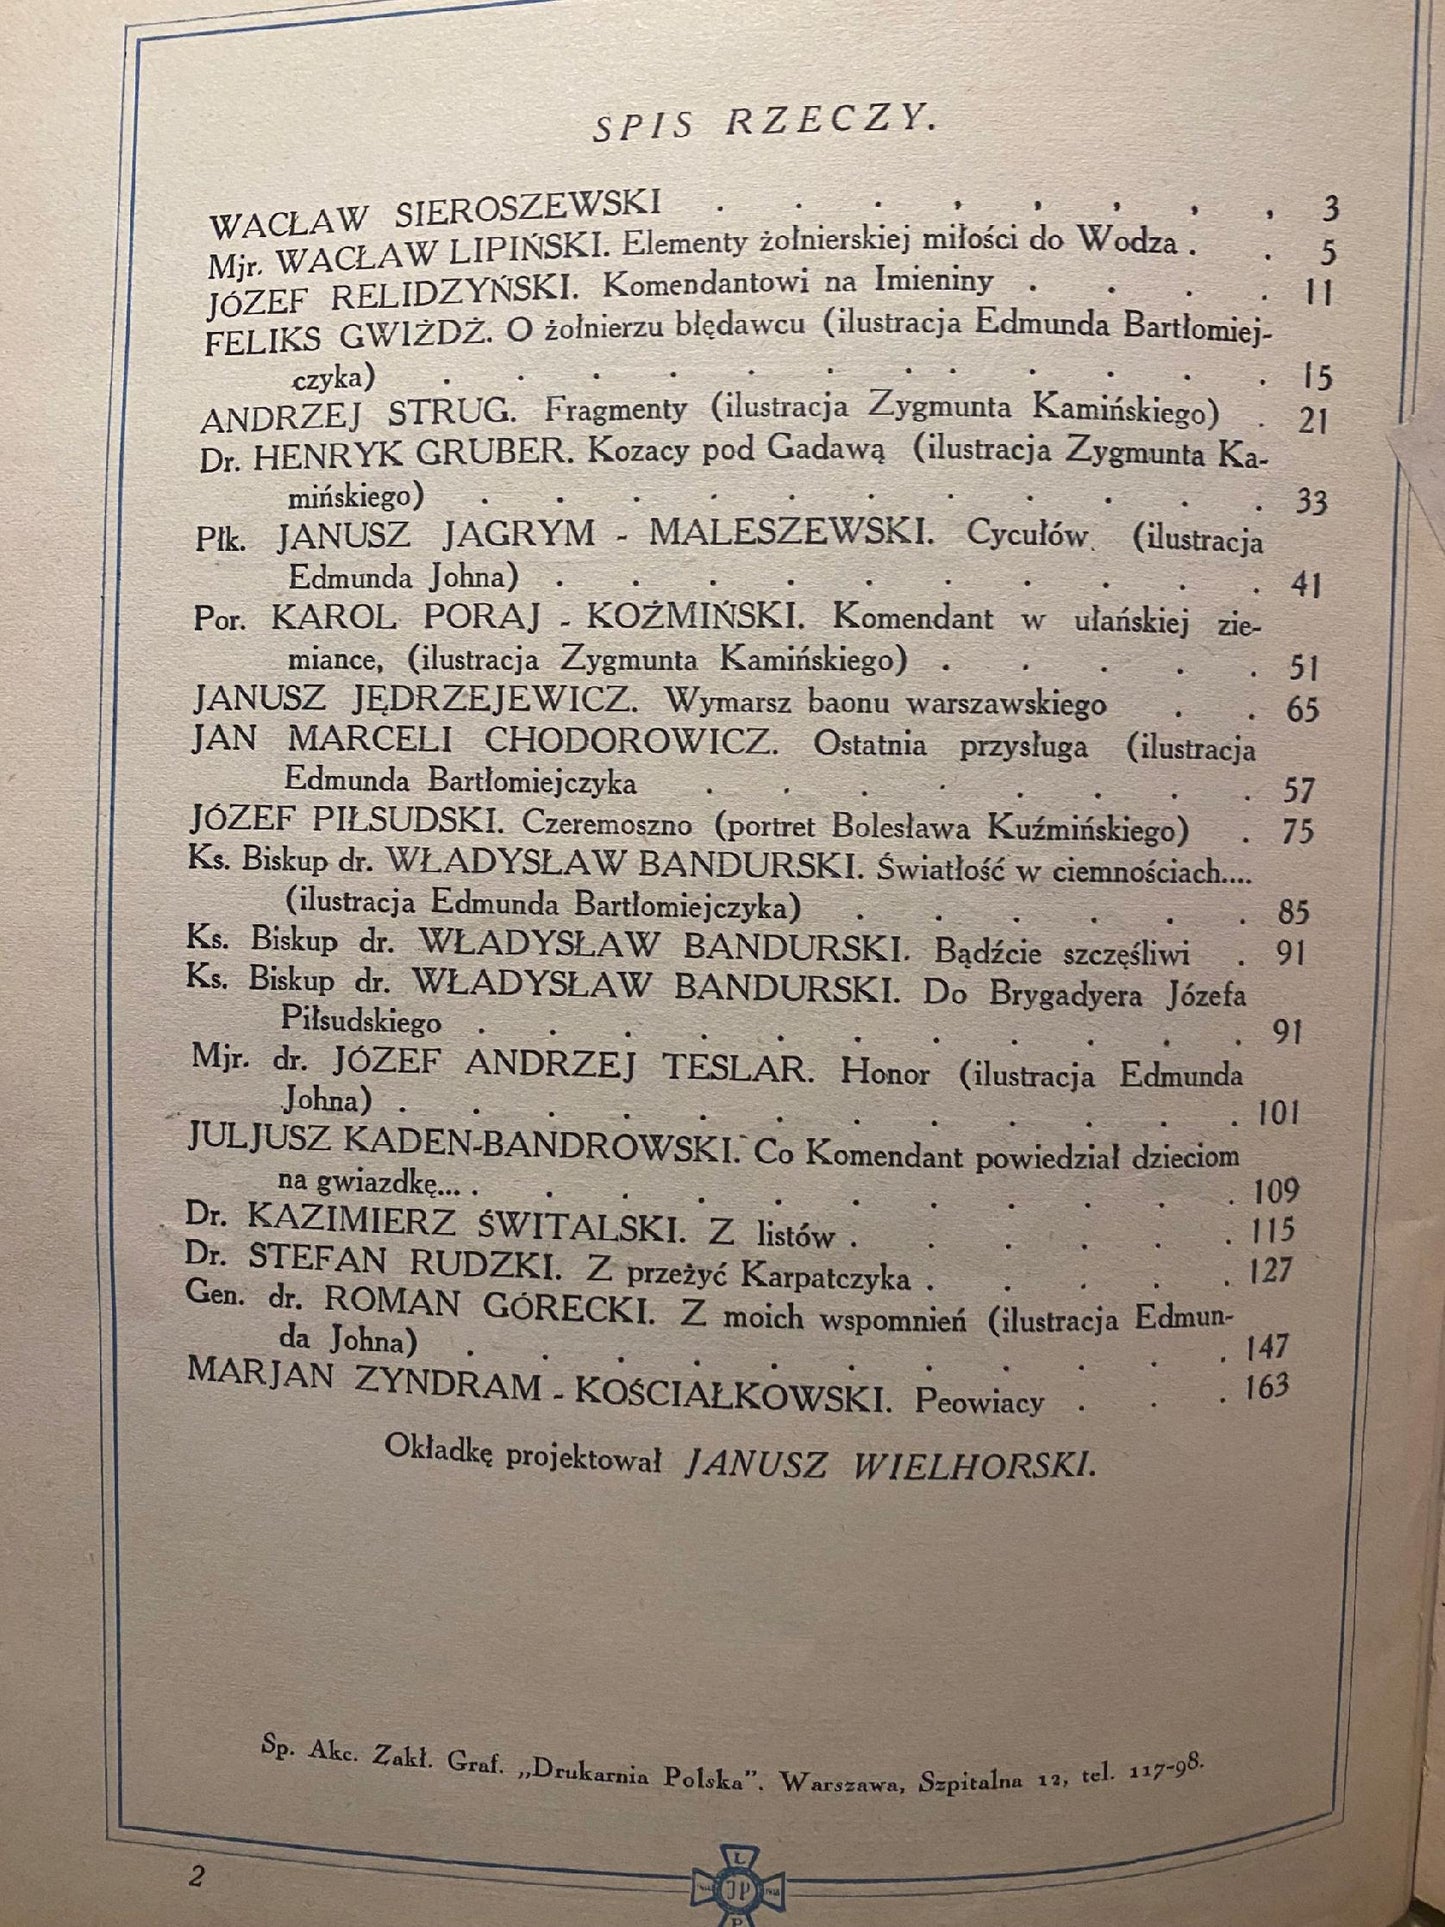 SPIS RZECZY.
WACŁAW SIEROSZEWSKI . . . , , , , , 3
Mjr. WACŁAW LIPIŃSKI. Elementy żołnierskiej miłości do Wodza . . 5
JÓZEF RELIDZYŃSKI. Komendantowi na Imieniny . . . . 11
FELIKS GWIŻDŻ. O żołnierzu błędawcu (ilustracja Edmunda Bartłomiej-
czyka) . . . . . . . . . . . . 15
ANDRZEJ STRUG. Fragmenty (ilustracja Zygmunta Kamińskiego) . 21
Dr. HENRYK GRUBER. Kozacy pod Gadawą (ilustracja Zygmunta Ka-
mińskiego) . . . . . . . . . . . 33
Płk. JANUSZ JAGRYM - MALESZEWSKI. Cycułów. (ilustracja
Edmunda Johna) . . . . . . . . . . 41
Por. KAROL PORAJ - KOŹMIŃSKI. Komendant w ułańskiej zie-
miance, (ilustracja Zygmunta Kamińskiego) . . . . . 51
JANUSZ JĘDRZEJEWICZ. Wymarsz baonu warszawskiego . . 65
JAN MARCELI CHODOROWICZ. Ostatnia przysługa (ilustracja
Edmunda Bartłomiejczyka . . . . . . . . 57
JÓZEF PIŁSUDSKI. Czeremoszno (portret Bolesława Kuźmińskiego) . 75
Ks. Biskup dr. WŁADYSŁAW BANDURSKI. Światłość w ciemnościach....
(ilustracja Edmunda Bartłomiejczyka) . . . . . . 85
Ks. Biskup dr. WŁADYSŁAW BANDURSKI. Bądźcie szczęśliwi . 91
Ks. Biskup dr. WŁADYSŁAW BANDURSKI. Do Brygadyera Józefa
Piłsudskiego . . . . . . . . . . . 91
Mjr. dr. JÓZEF ANDRZEJ TESLAR. Honor (ilustracja Edmunda
Johna) . . . . . . . . . . . . 101
JULJUSZ KADEN-BANDROWSKI. Co Komendant powiedział dzieciom
na gwiazdkę... . . . . . . . . . . . 109
Dr. KAZIMIERZ ŚWITALSKI. Z listów . . . . . . 115
Dr. STEFAN RUDZKI. Z przeżyć Karpatczyka . . . . . 127
Gen. dr. ROMAN GÓRECKI. Z moich wspomnień (ilustracja Edmun-
da Johna) . . . . . . . . . . . 147
MARJAN ZYNDRAM - KOŚCIAŁKOWSKI. Peowiacy . . . 163
Okładkę projektował JANUSZ WIELHORSKI.
Sp. Akc. Zakł. Graf. „Drukarnia Polska". Warszawa, Szpitalna 12, tel. 117-98.
2
L
JP
P